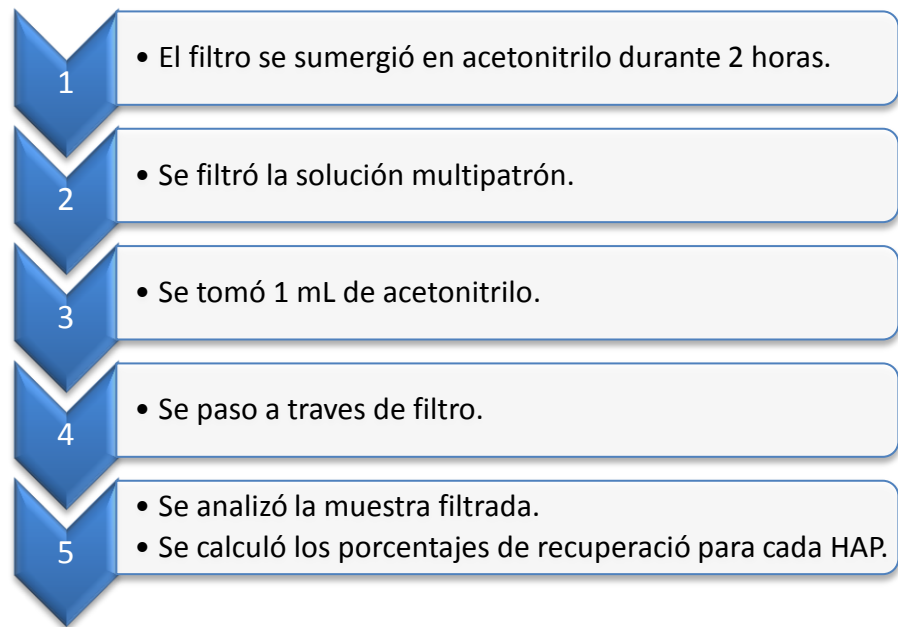 1
• El filtro se sumergió en acetonitrilo durante 2 horas.
2
• Se filtró la solución multipatrón.
3
• Se tomó 1 mL de acetonitrilo.
4
• Se paso a traves de filtro.
5
• Se analizó la muestra filtrada.
• Se calculó los porcentajes de recuperació para cada HAP.